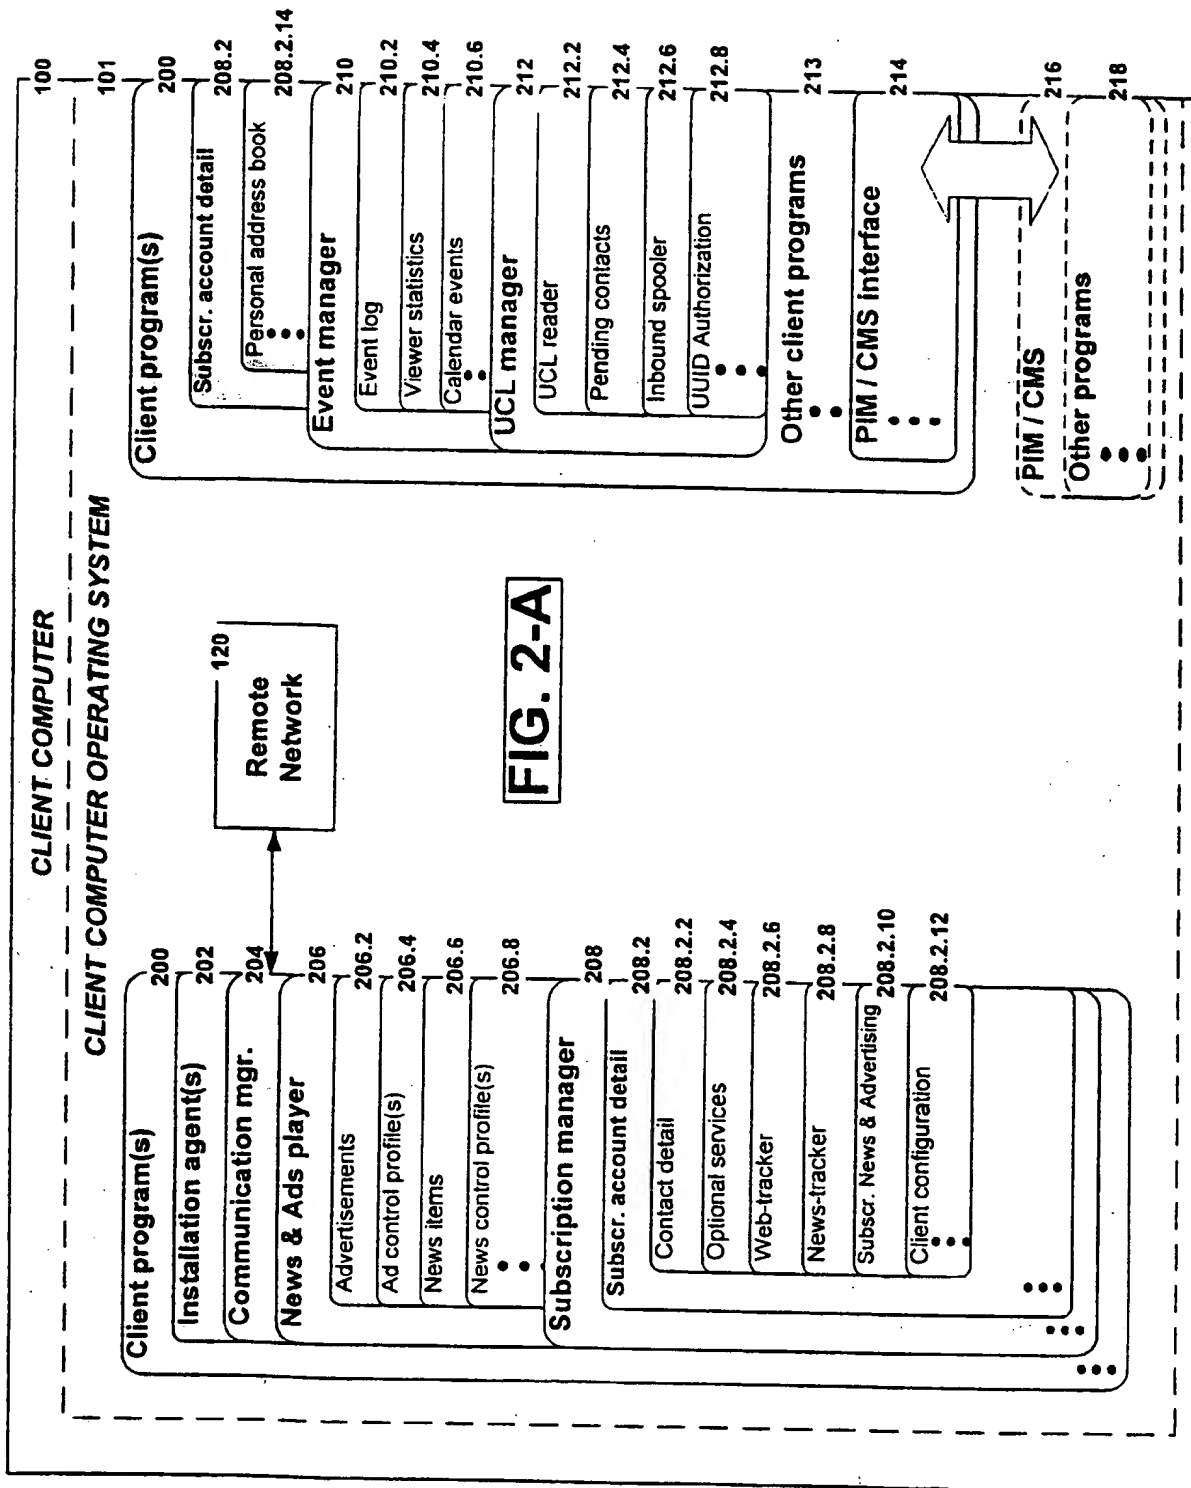 CLIENT COMPUTER 100
CLIENT COMPUTER OPERATING SYSTEM 101
Client program(s) 200
Installation agent(s) 202
Communication mgr. 204
News & Ads player 206
Advertisements 206.2
Ad control profile(s) 206.4
News items 206.6
News control profile(s) 206.8
•••
Subscription manager 208
Subscr. account detail 208.2
Contact detail 208.2.2
Optional services 208.2.4
Web-tracker 208.2.6
News-tracker 208.2.8
Subscr. News & Advertising 208.2.10
Client configuration 208.2.12
•••
•••
•••
•••
120
Remote
Network
FIG. 2-A
Client program(s) 200
Subscr. account detail 208.2
Personal address book 208.2.14
•••
Event manager 210
Event log 210.2
Viewer statistics 210.4
Calendar events 210.6
•••
UCL manager 212
UCL reader 212.2
Pending contacts 212.4
Inbound spooler 212.6
UUID Authorization 212.8
•••
Other client programs 213
•••
PIM / CMS interface 214
•••
PIM / CMS 216
Other programs 218
•••